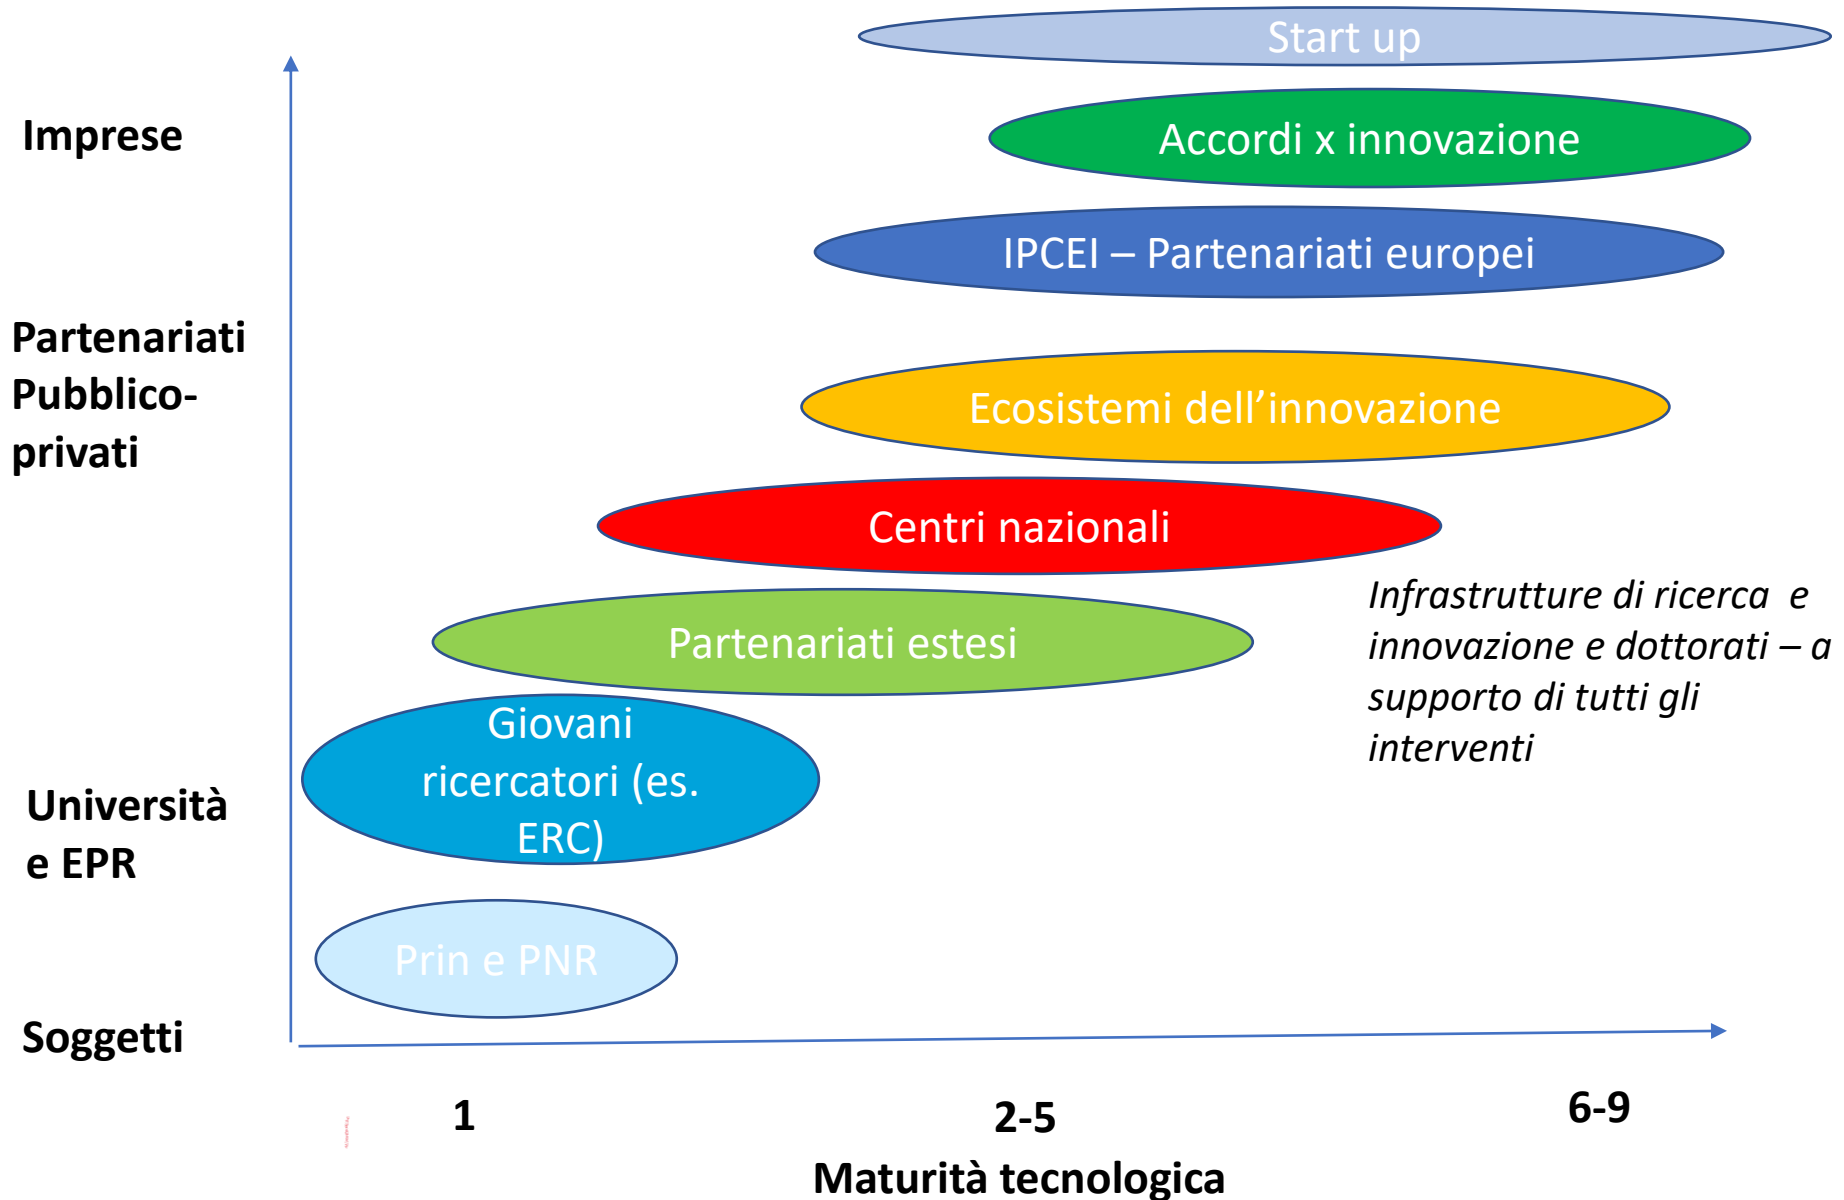 Start up
Imprese
Accordi x innovazione
IPCEI – Partenariati europei
Partenariati
Pubblico-
privati
Ecosistemi dell’innovazione
Centri nazionali
Infrastrutture di ricerca e
innovazione e dottorati – a
supporto di tutti gli
interventi
Partenariati estesi
Giovani
ricercatori (es.
ERC)
Università
e EPR
Prin e PNR
Soggetti
1
2-5
6-9
Maturità tecnologica